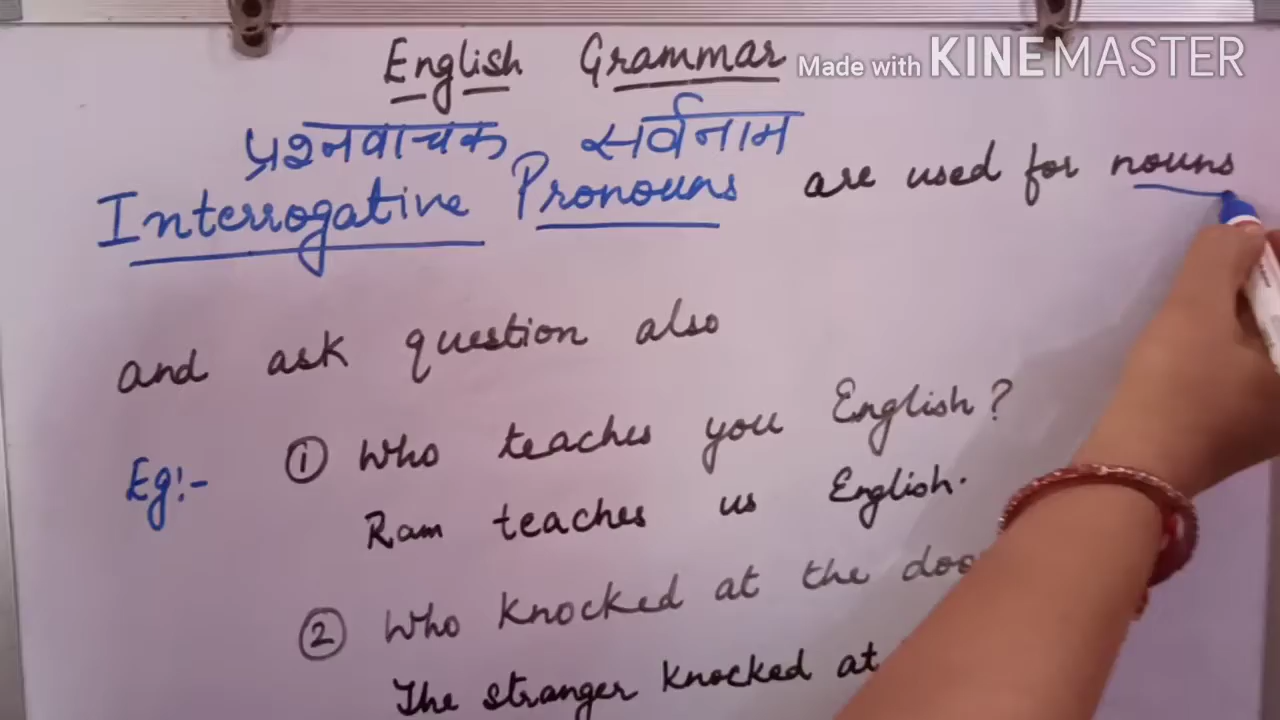 English Grammar
Made with KINEMASTER
प्रश्नवाचक सर्वनाम
Interrogative Pronouns are used for nouns
and ask question also
Eg:- ① Who teaches you English?
Ram teaches us English.
② Who knocked at the
The stranger knocked at